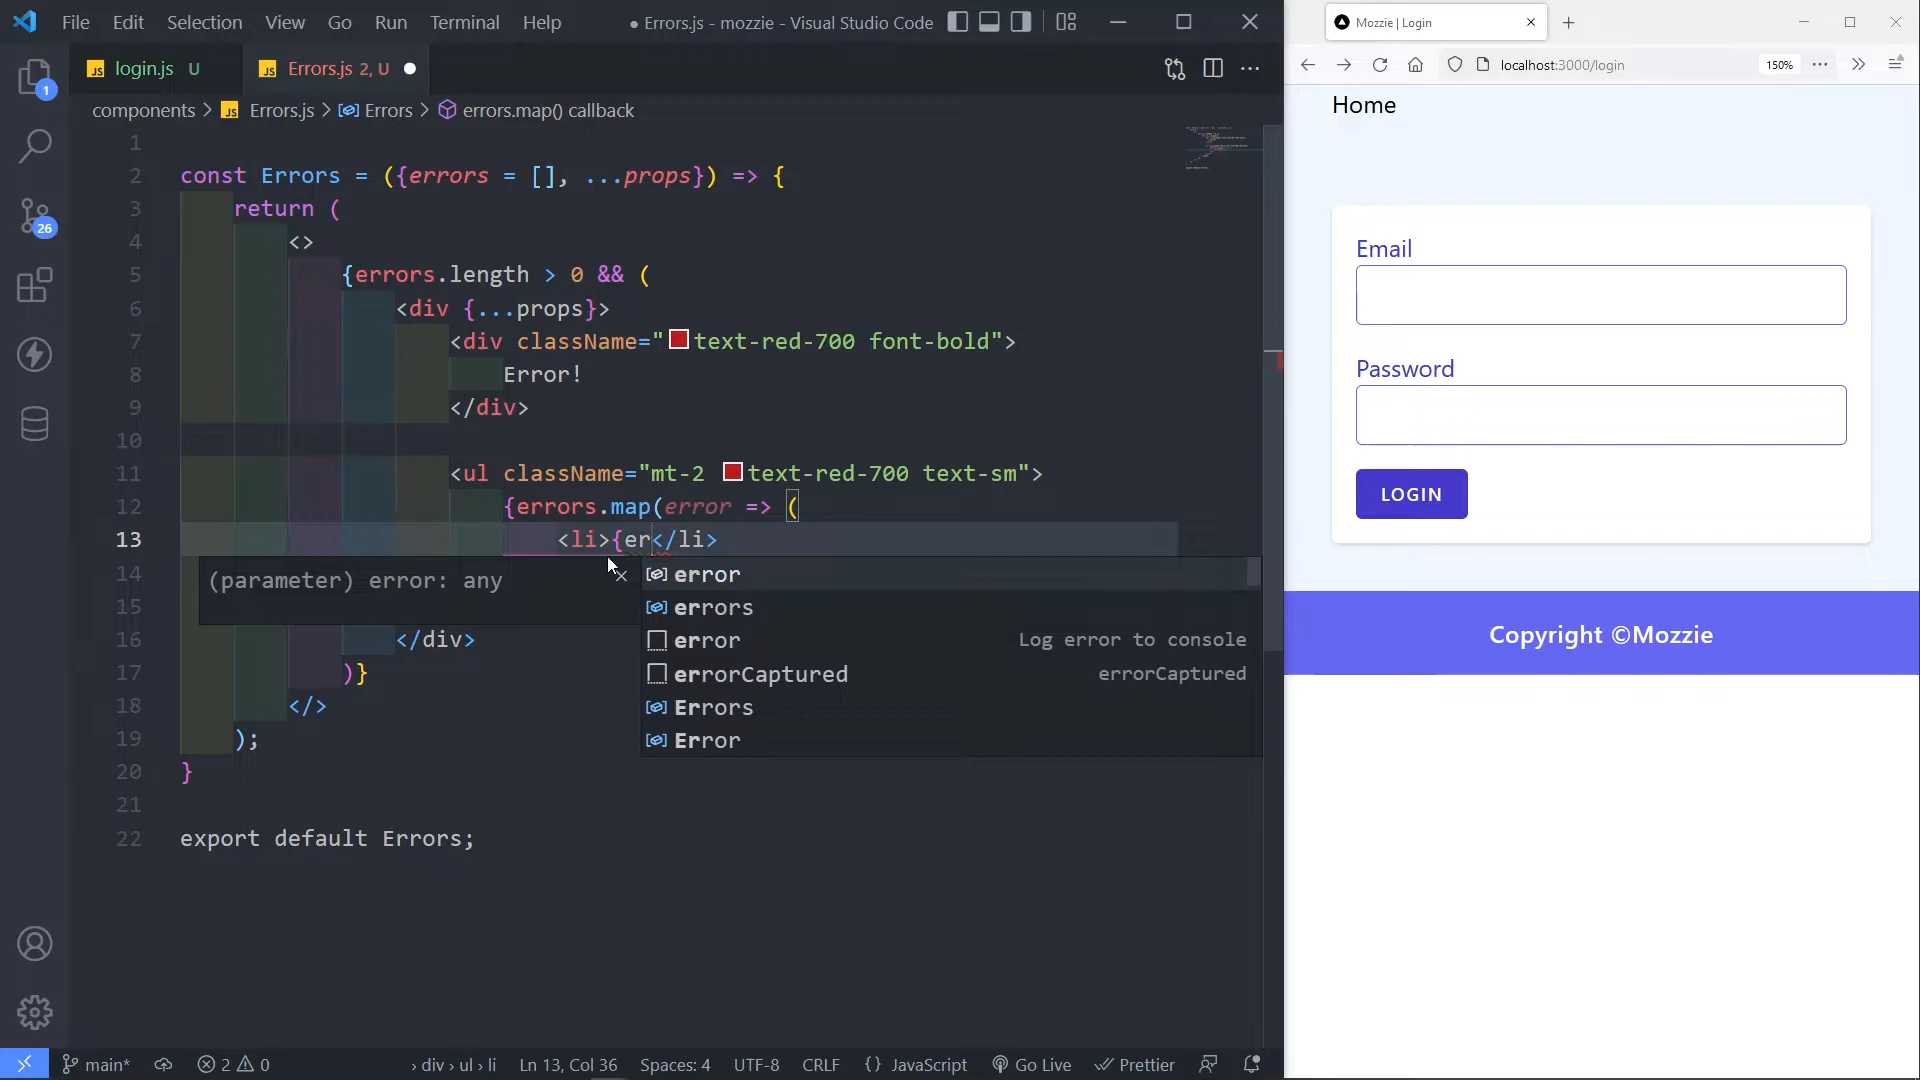 File Edit Selection View Go Run Terminal Help
● Errors.js - mozzie - Visual Studio Code
login.js U
Errors.js 2, U ●
components > Errors.js > Errors > errors.map() callback
1
2 const Errors = ({errors = [], ...props}) => {
3 return (
4 <>
5 {errors.length > 0 && (
6 <div {...props}>
7 <div className="text-red-700 font-bold">
8 Error!
9 </div>
10
11 <ul className="mt-2 text-red-700 text-sm">
12 {errors.map(error => (
13 <li>{er</li>
14
15
16 </div>
17 )}
18 </>
19 );
20 }
21
22 export default Errors;
(parameter) error: any
error
errors
error Log error to console
errorCaptured errorCaptured
Errors
Error
1
26
main* 2 0 › div › ul › li Ln 13, Col 36 Spaces: 4 UTF-8 CRLF {} JavaScript Go Live Prettier
Mozzie | Login
localhost:3000/login 150%
Home
Email
Password
LOGIN
Copyright ©Mozzie